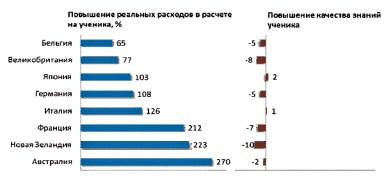 Повышение реальных расходов в расчете
на ученика, %
Повышение качества знаний
ученика
Бельгия 65 -5
Великобритания 77 -8
Япония 103 2
Германия 108 -5
Италия 126 1
Франция 212 -7
Новая Зеландия 223 -10
Австралия 270 -2